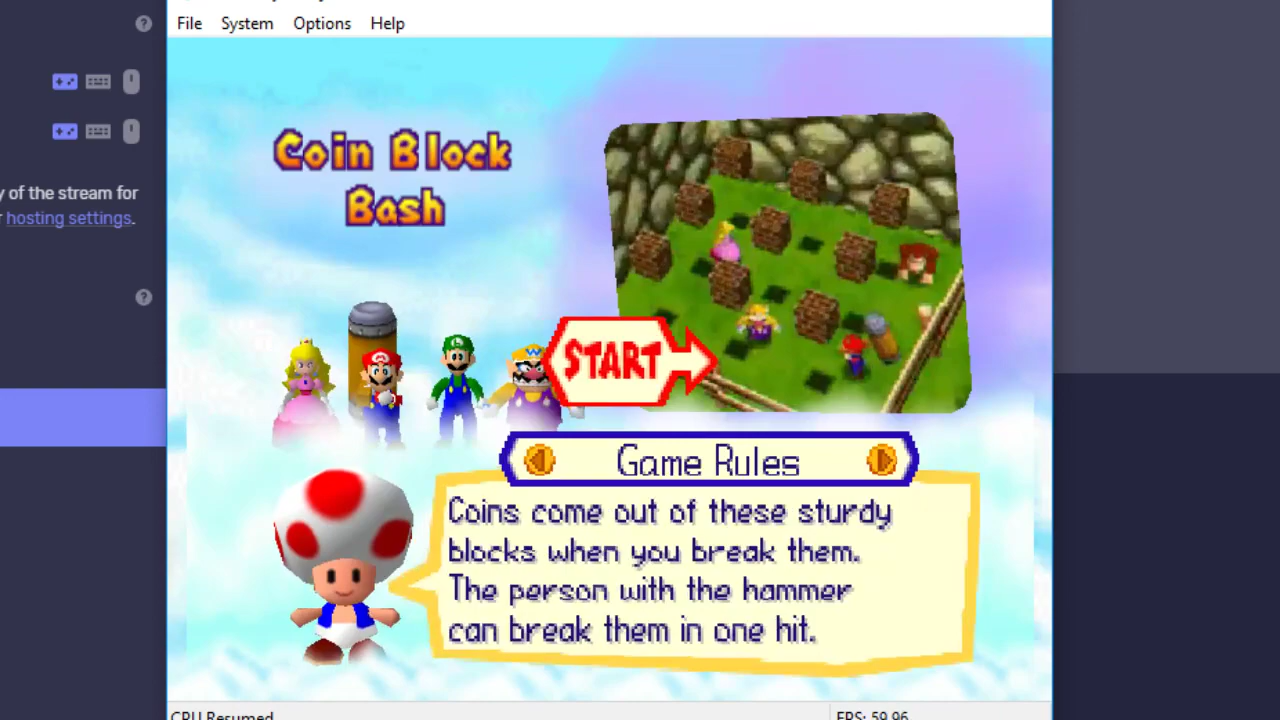 File System Options Help
Coin Block
Bash
y of the stream for
hosting settings.
START
Game Rules
Coins come out of these sturdy
blocks when you break them.
The person with the hammer
can break them in one hit.
CPU Resumed
FPS: 59.96